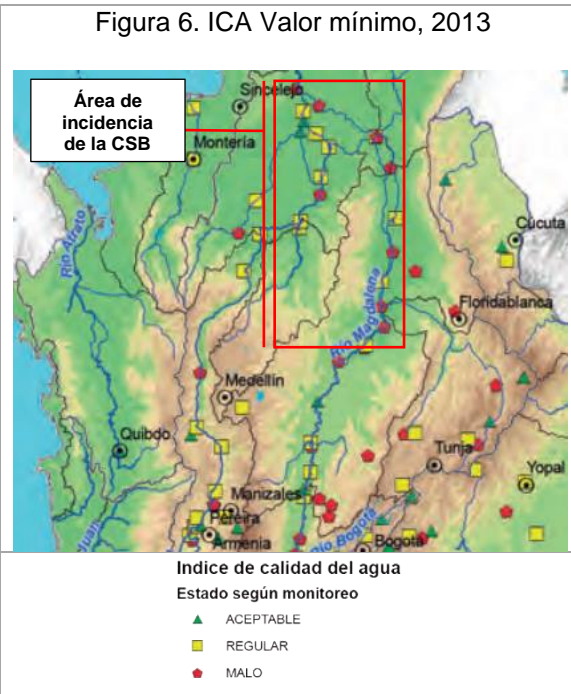 Figura 6. ICA Valor mínimo, 2013
Área de
incidencia
de la CSB
Sincelejo
Montería
Río Atrato
Cúcuta
Río Magdalena
Floridablanca
Medellín
Quibdo
Tunja
Yopal
Manizales
Pereira
Armenia
Río Bogotá
Bogotá
Indice de calidad del agua
Estado según monitoreo
ACEPTABLE
REGULAR
MALO